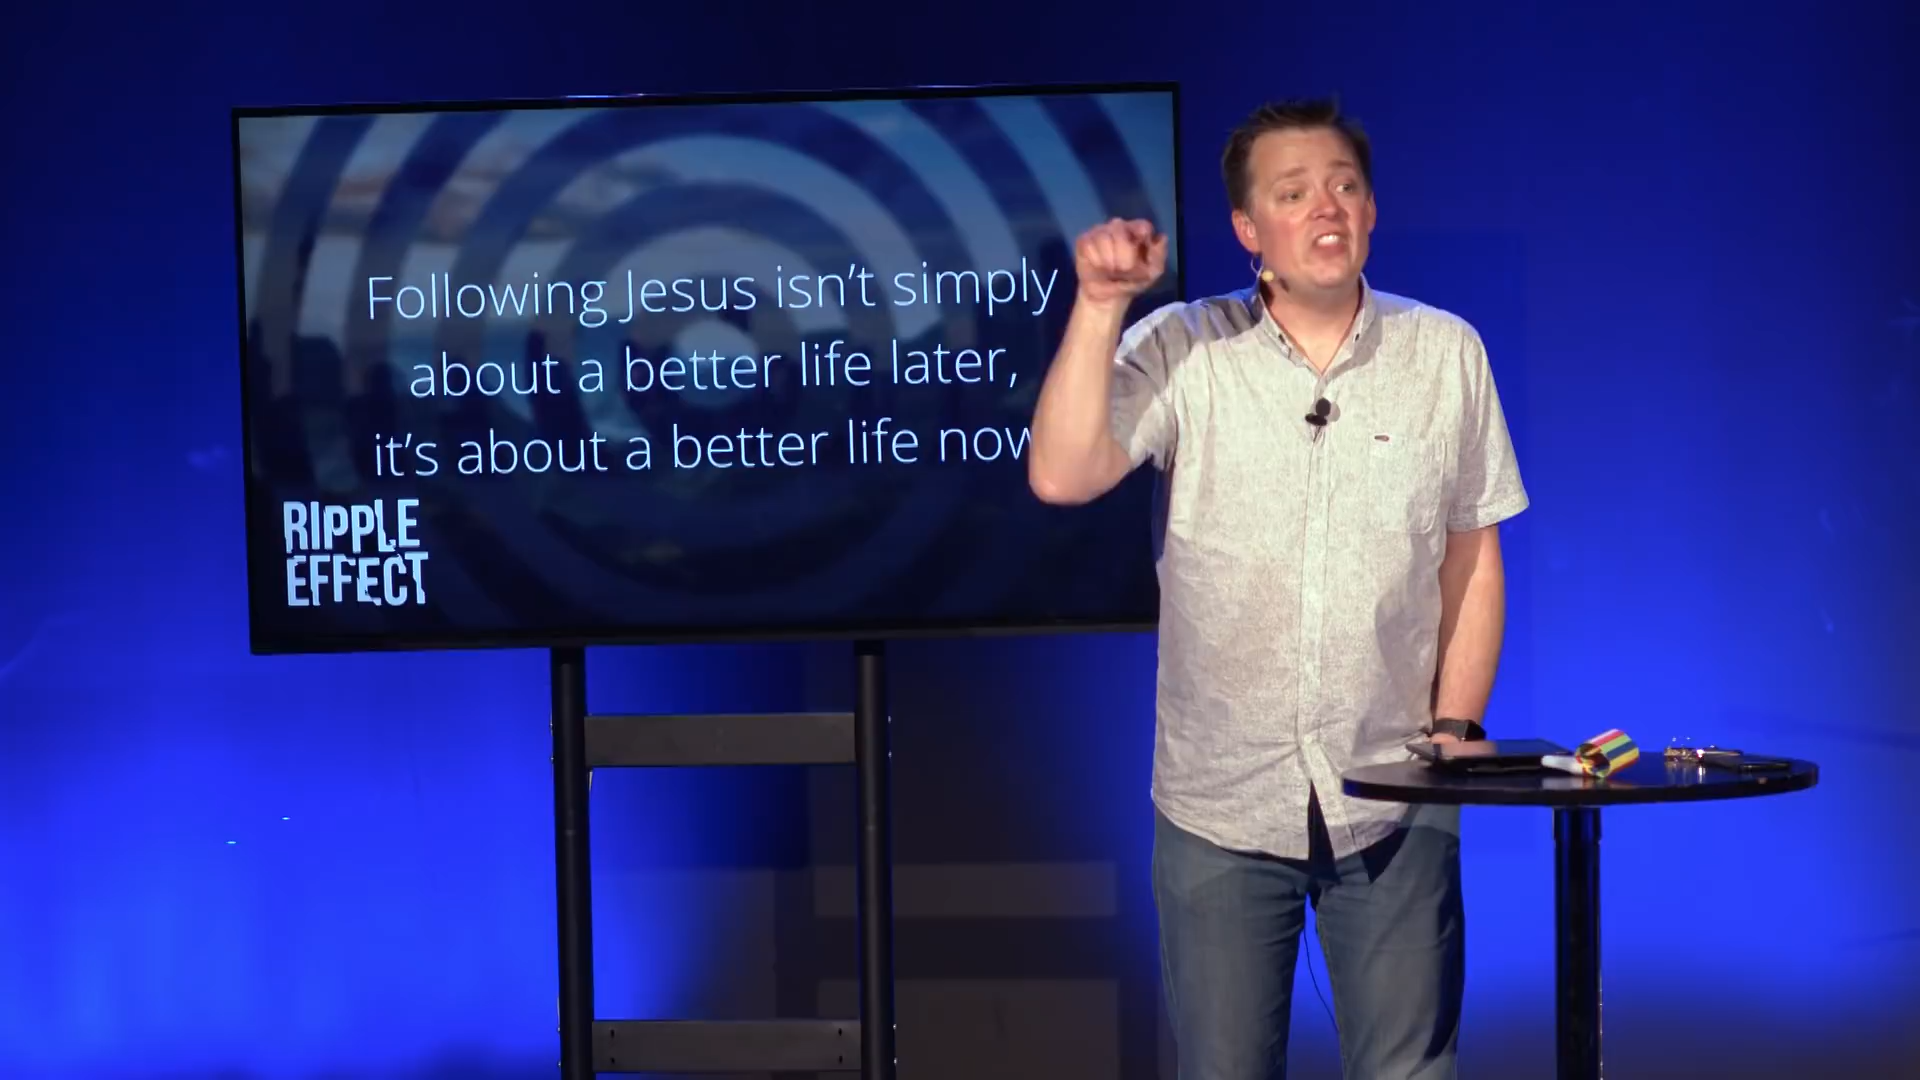 Following Jesus isn't simply
about a better life later,
it's about a better life now
RIPPLE
EFFECT